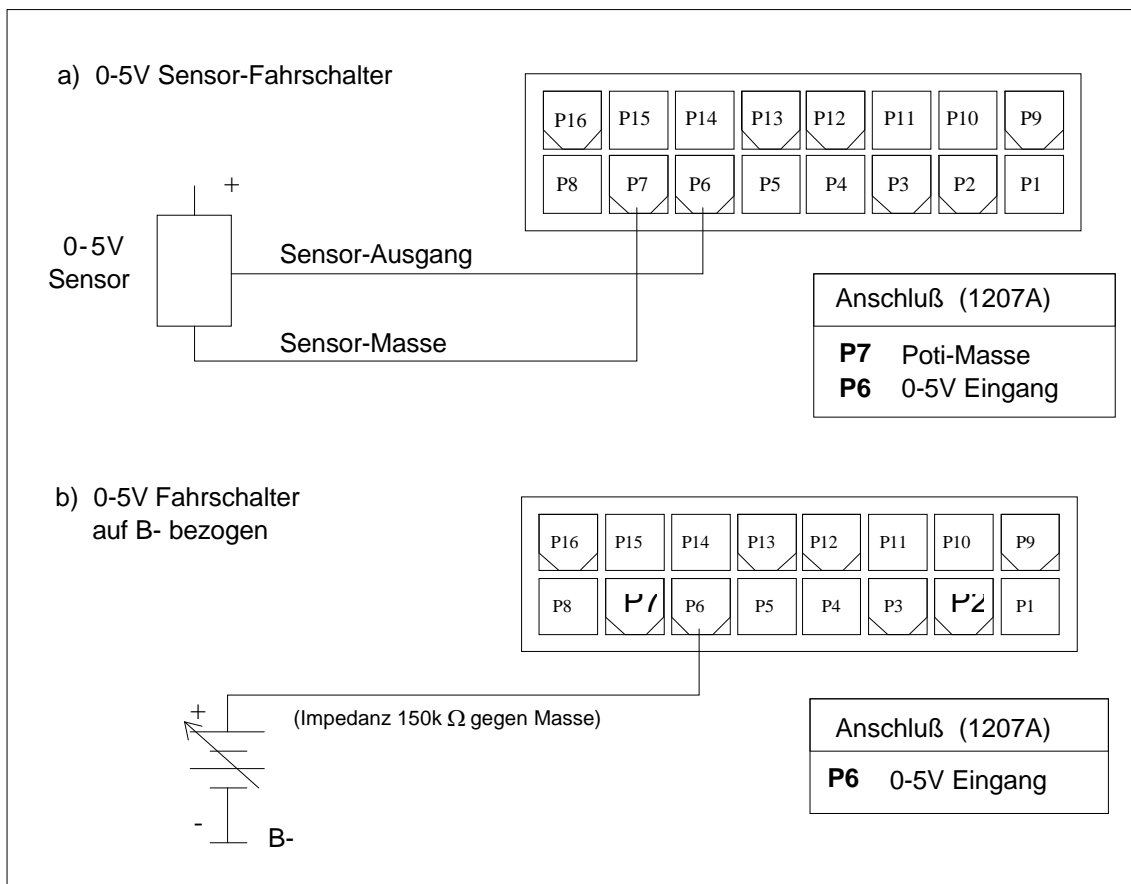 a) 0-5V Sensor-Fahrschalter
P16 P15 P14 P13 P12 P11 P10 P9
P8 P7 P6 P5 P4 P3 P2 P1
+
0-5V
Sensor
Sensor-Ausgang
Sensor-Masse
Anschluß (1207A)
P7 Poti-Masse
P6 0-5V Eingang
b) 0-5V Fahrschalter
auf B- bezogen
P16 P15 P14 P13 P12 P11 P10 P9
P8 P7 P6 P5 P4 P3 P2 P1
+
(Impedanz 150k Ω gegen Masse)
-
B-
Anschluß (1207A)
P6 0-5V Eingang